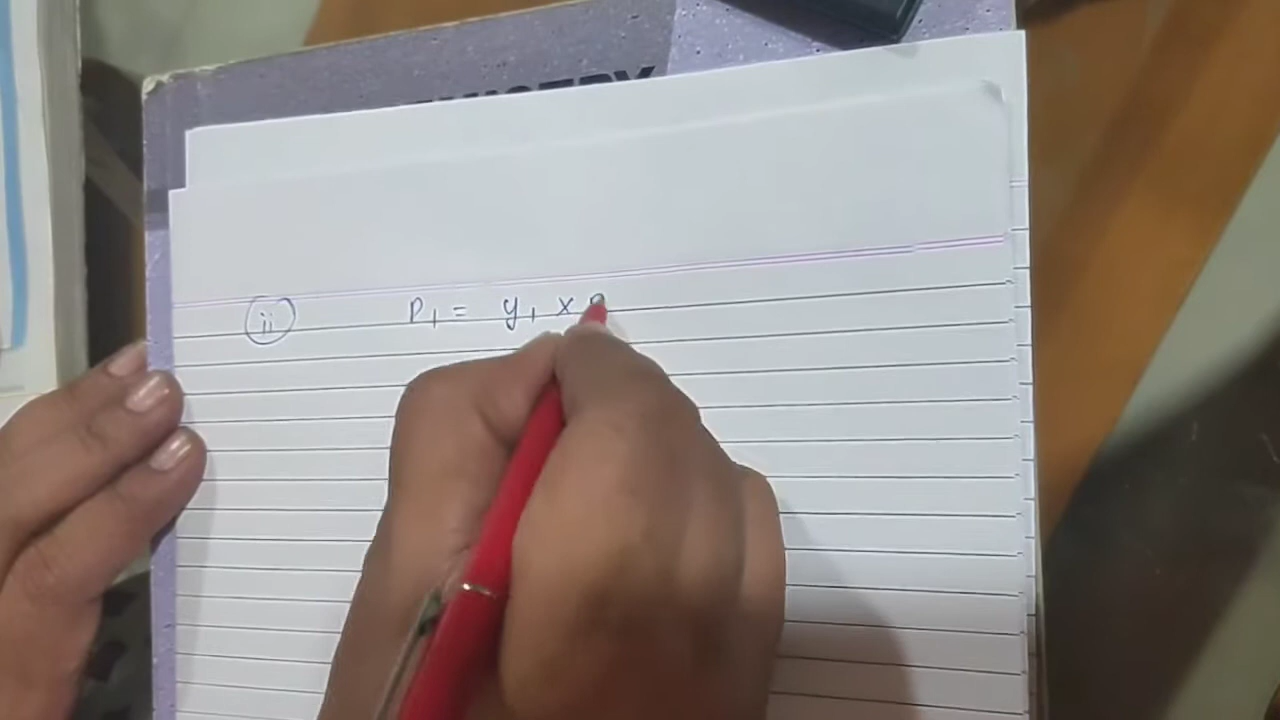 (ii) P₁ = y₁ ×